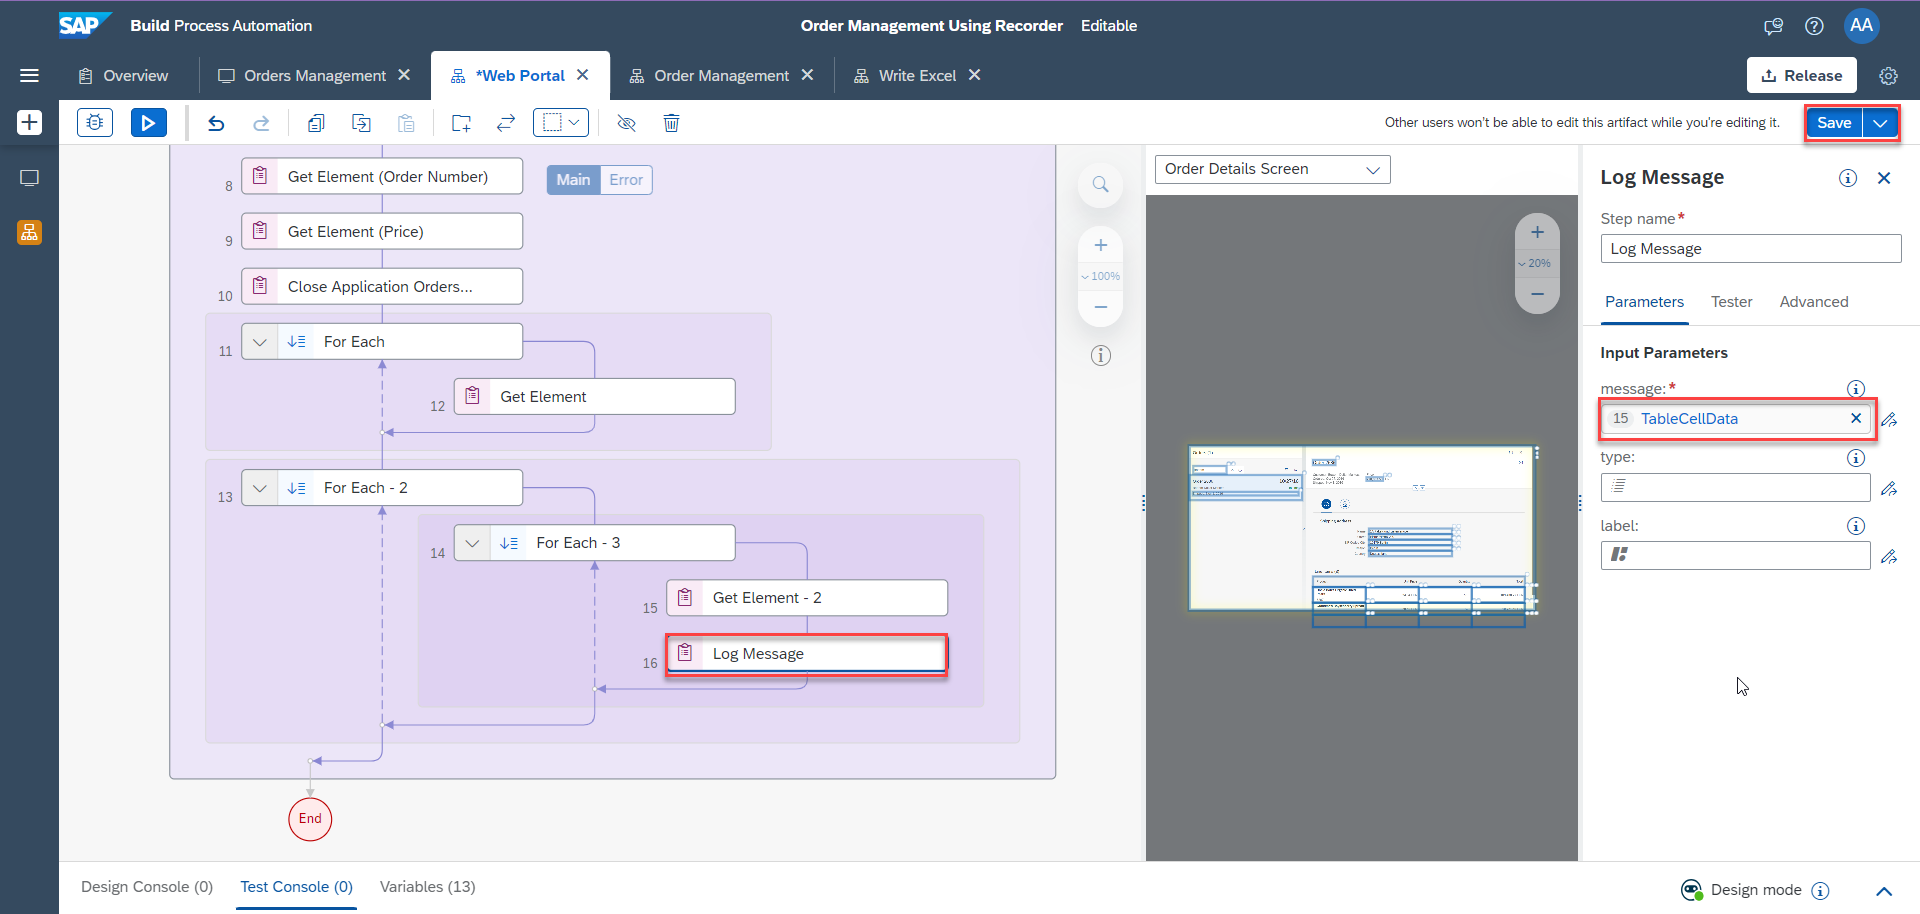 SAP Build Process Automation
Order Management Using Recorder Editable
AA
Overview
Orders Management
*Web Portal
Order Management
Write Excel
Release
Other users won't be able to edit this artifact while you're editing it.
Save
8 Get Element (Order Number)
Main Error
9 Get Element (Price)
10 Close Application Orders...
11 For Each
12 Get Element
13 For Each - 2
14 For Each - 3
15 Get Element - 2
16 Log Message
End
100%
Order Details Screen
20%
Log Message
Step name*
Log Message
Parameters Tester Advanced
Input Parameters
message:*
15 TableCellData
type:
label:
Design Console (0) Test Console (0) Variables (13)
Design mode